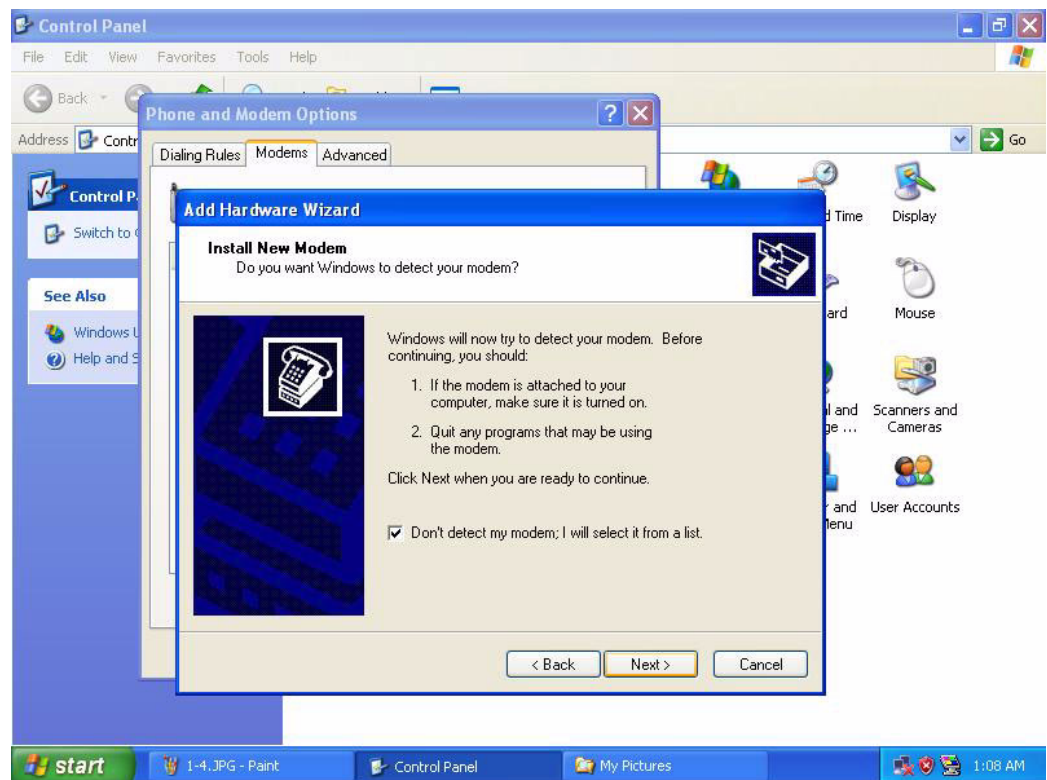 Control Panel
File Edit View Favorites Tools Help
Back
Address Contr Go
Phone and Modem Options
Dialing Rules Modems Advanced
Control P
Switch to
See Also
Windows U
Help and S
Add Hardware Wizard
Install New Modem
Do you want Windows to detect your modem?
Windows will now try to detect your modem. Before
continuing, you should:
1. If the modem is attached to your
computer, make sure it is turned on.
2. Quit any programs that may be using
the modem.
Click Next when you are ready to continue.
Don't detect my modem; I will select it from a list.
< Back Next > Cancel
d Time Display
ard Mouse
l and Scanners and
ge ... Cameras
and User Accounts
Menu
start 1-4.JPG - Paint Control Panel My Pictures 1:08 AM